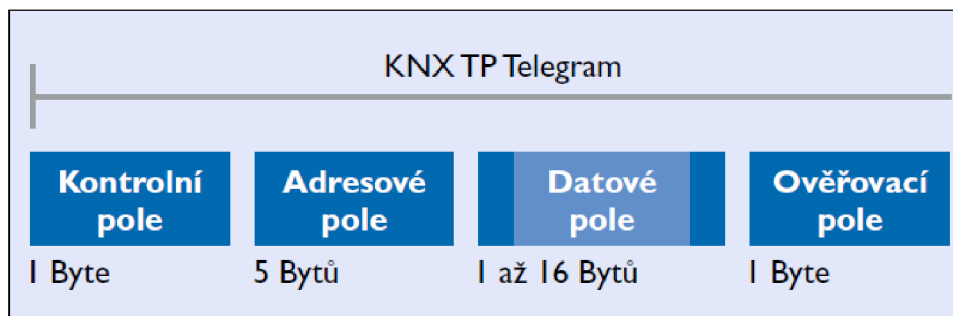 KNX TP Telegram
Kontrolní
pole
Adresové
pole
Datové
pole
Ověřovací
pole
1 Byte
5 Bytů
1 až 16 Bytů
1 Byte